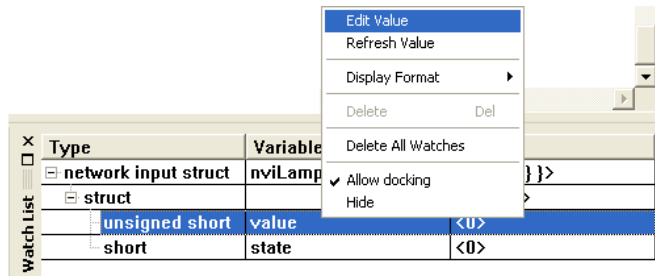 Edit Value
Refresh Value
Display Format
Delete Del
Delete All Watches
Allow docking
Hide
Watch List
Type Variable
network input struct nviLamp }}>
struct >
unsigned short value <0>
short state <0>